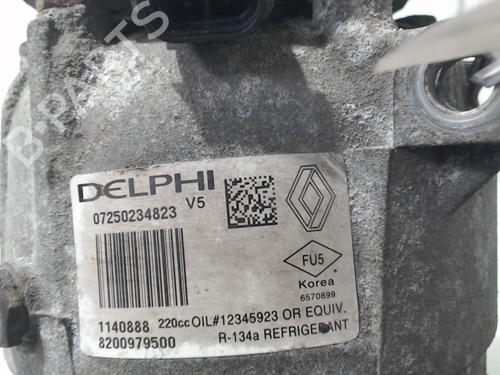 B-PARTS
DELPHI
V5
07250234823
FU5
Korea
6570899
1140888 220cc OIL#12345923 OR EQUIV.
8200979500 R-134a REFRIGERANT